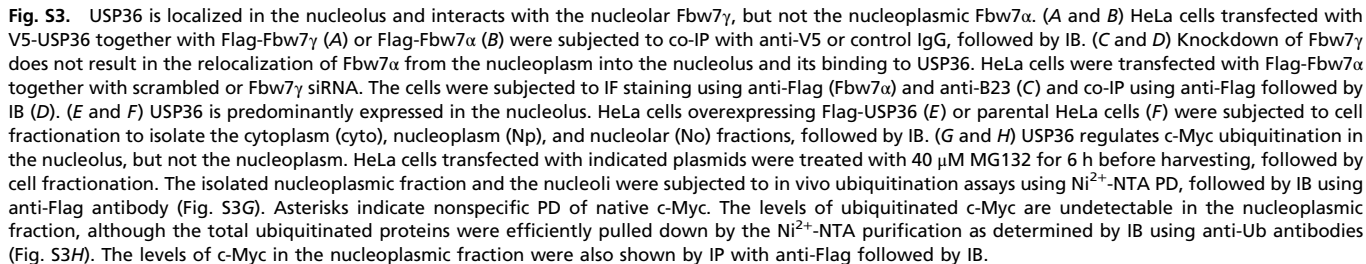 Fig. S3. USP36 is localized in the nucleolus and interacts with the nucleolar Fbw7γ, but not the nucleoplasmic Fbw7α. (A and B) HeLa cells transfected with
V5-USP36 together with Flag-Fbw7γ (A) or Flag-Fbw7α (B) were subjected to co-IP with anti-V5 or control IgG, followed by IB. (C and D) Knockdown of Fbw7γ
does not result in the relocalization of Fbw7α from the nucleoplasm into the nucleolus and its binding to USP36. HeLa cells were transfected with Flag-Fbw7α
together with scrambled or Fbw7γ siRNA. The cells were subjected to IF staining using anti-Flag (Fbw7α) and anti-B23 (C) and co-IP using anti-Flag followed by
IB (D). (E and F) USP36 is predominantly expressed in the nucleolus. HeLa cells overexpressing Flag-USP36 (E) or parental HeLa cells (F) were subjected to cell
fractionation to isolate the cytoplasm (cyto), nucleoplasm (Np), and nucleolar (No) fractions, followed by IB. (G and H) USP36 regulates c-Myc ubiquitination in
the nucleolus, but not the nucleoplasm. HeLa cells transfected with indicated plasmids were treated with 40 μM MG132 for 6 h before harvesting, followed by
cell fractionation. The isolated nucleoplasmic fraction and the nucleoli were subjected to in vivo ubiquitination assays using Ni²⁺-NTA PD, followed by IB using
anti-Flag antibody (Fig. S3G). Asterisks indicate nonspecific PD of native c-Myc. The levels of ubiquitinated c-Myc are undetectable in the nucleoplasmic
fraction, although the total ubiquitinated proteins were efficiently pulled down by the Ni²⁺-NTA purification as determined by IB using anti-Ub antibodies
(Fig. S3H). The levels of c-Myc in the nucleoplasmic fraction were also shown by IP with anti-Flag followed by IB.